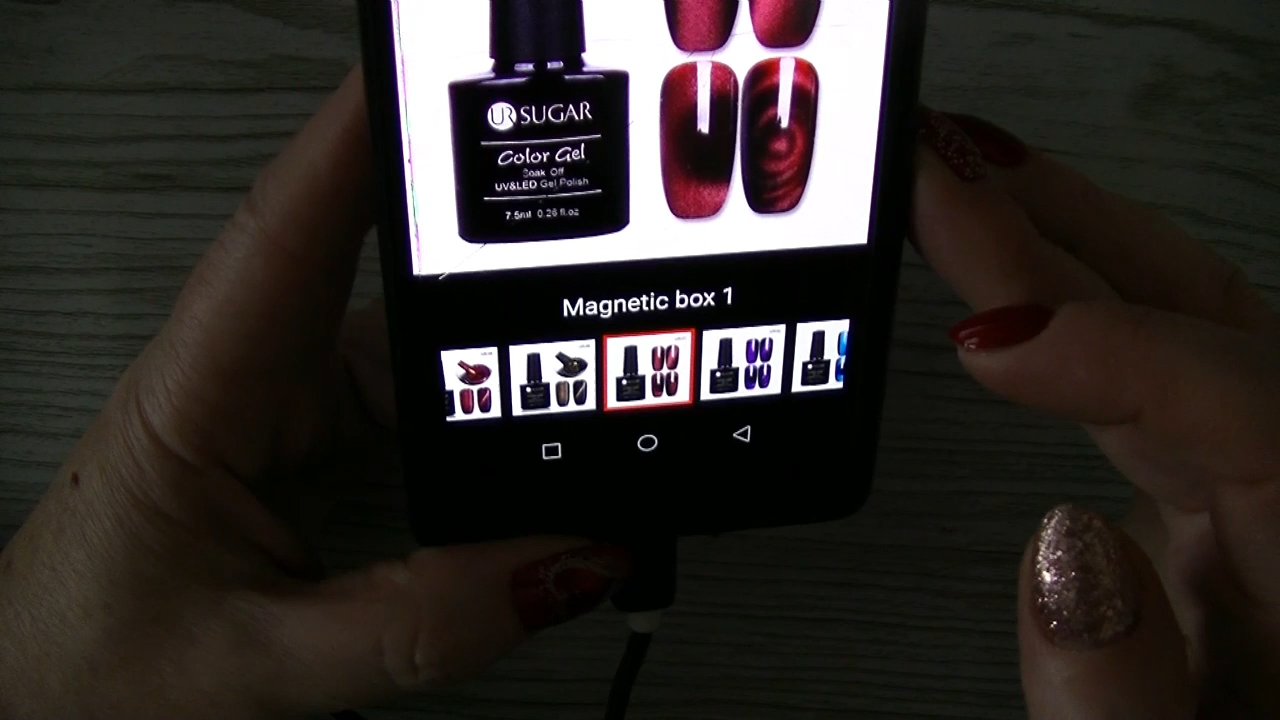 UR SUGAR
Color Gel
Soak Off
UV&LED Gel Polish
7.5ml 0.26 fl.oz
Magnetic box 1